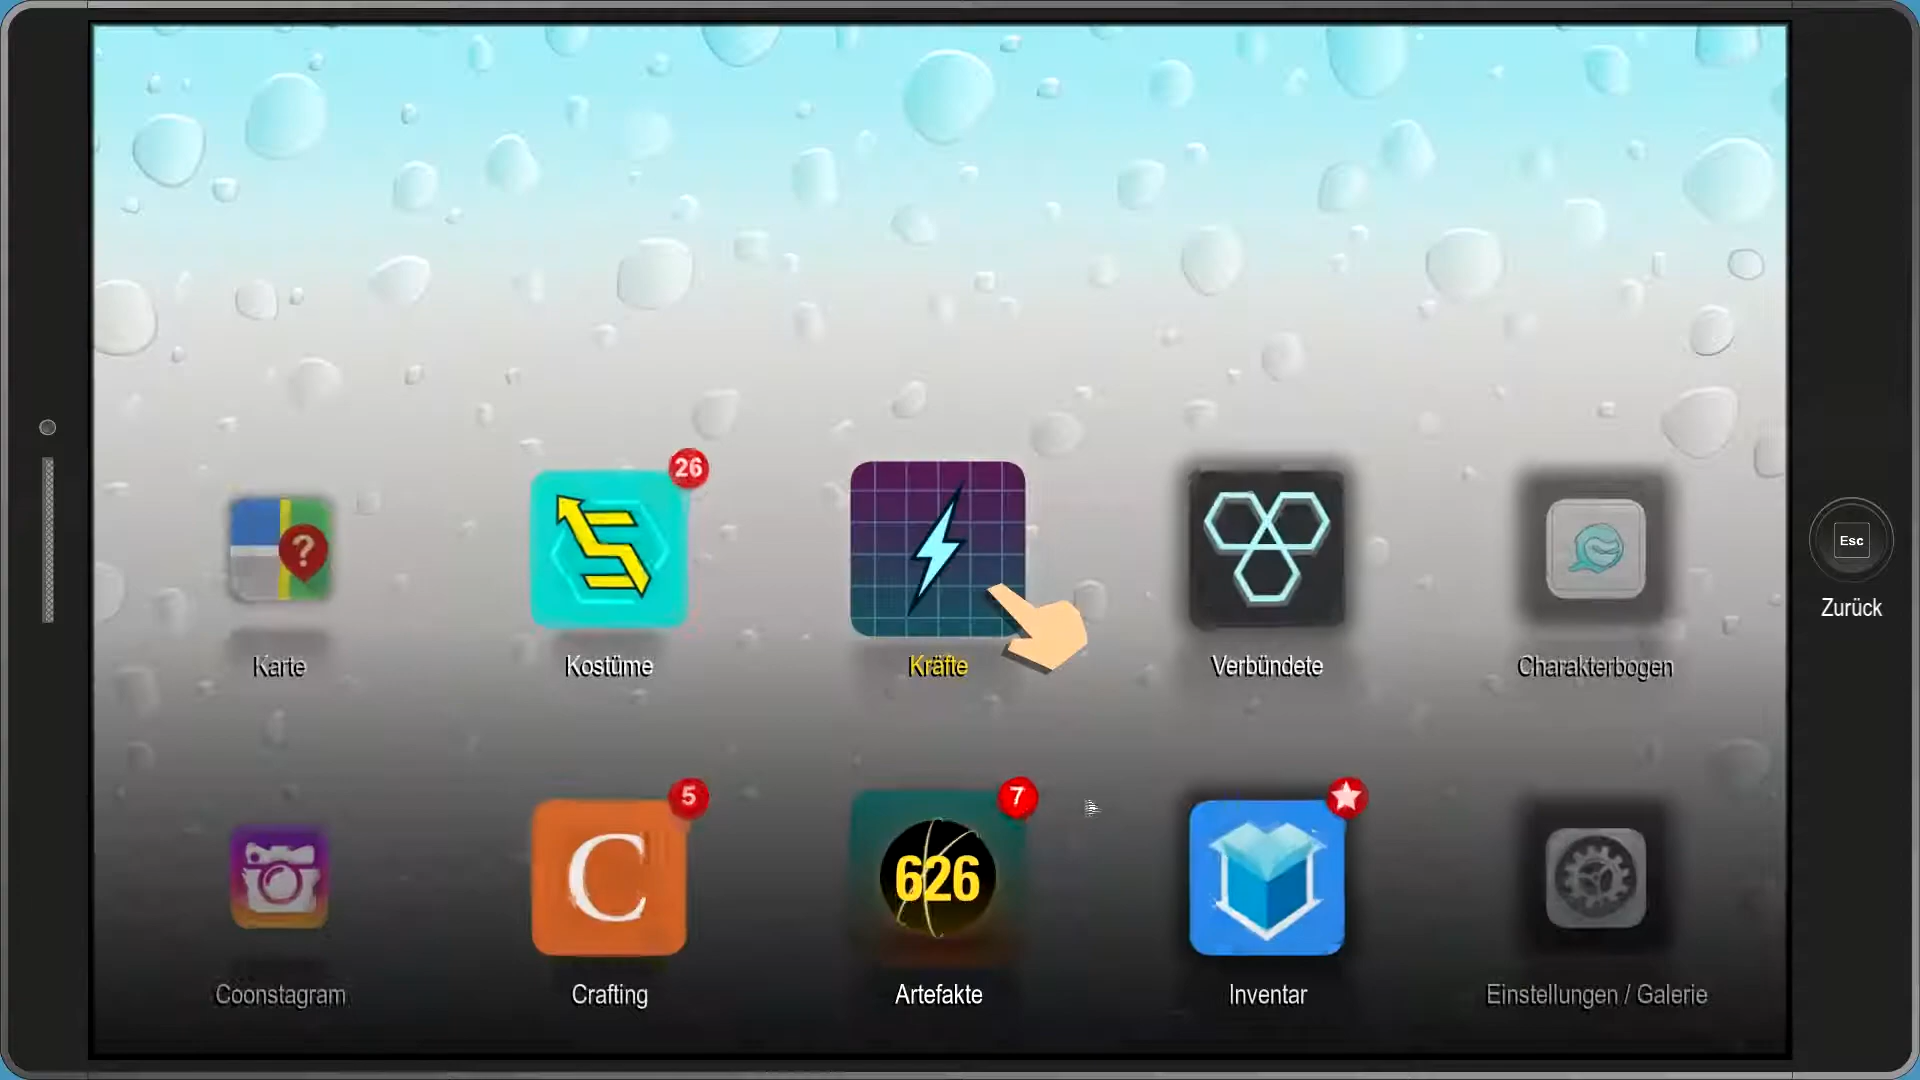 26
?
Karte
Kostüme
Kräfte
Verbündete
Charakterbogen
Esc
Zurück
5
7
C
626
Coonstagram
Crafting
Artefakte
Inventar
Einstellungen / Galerie